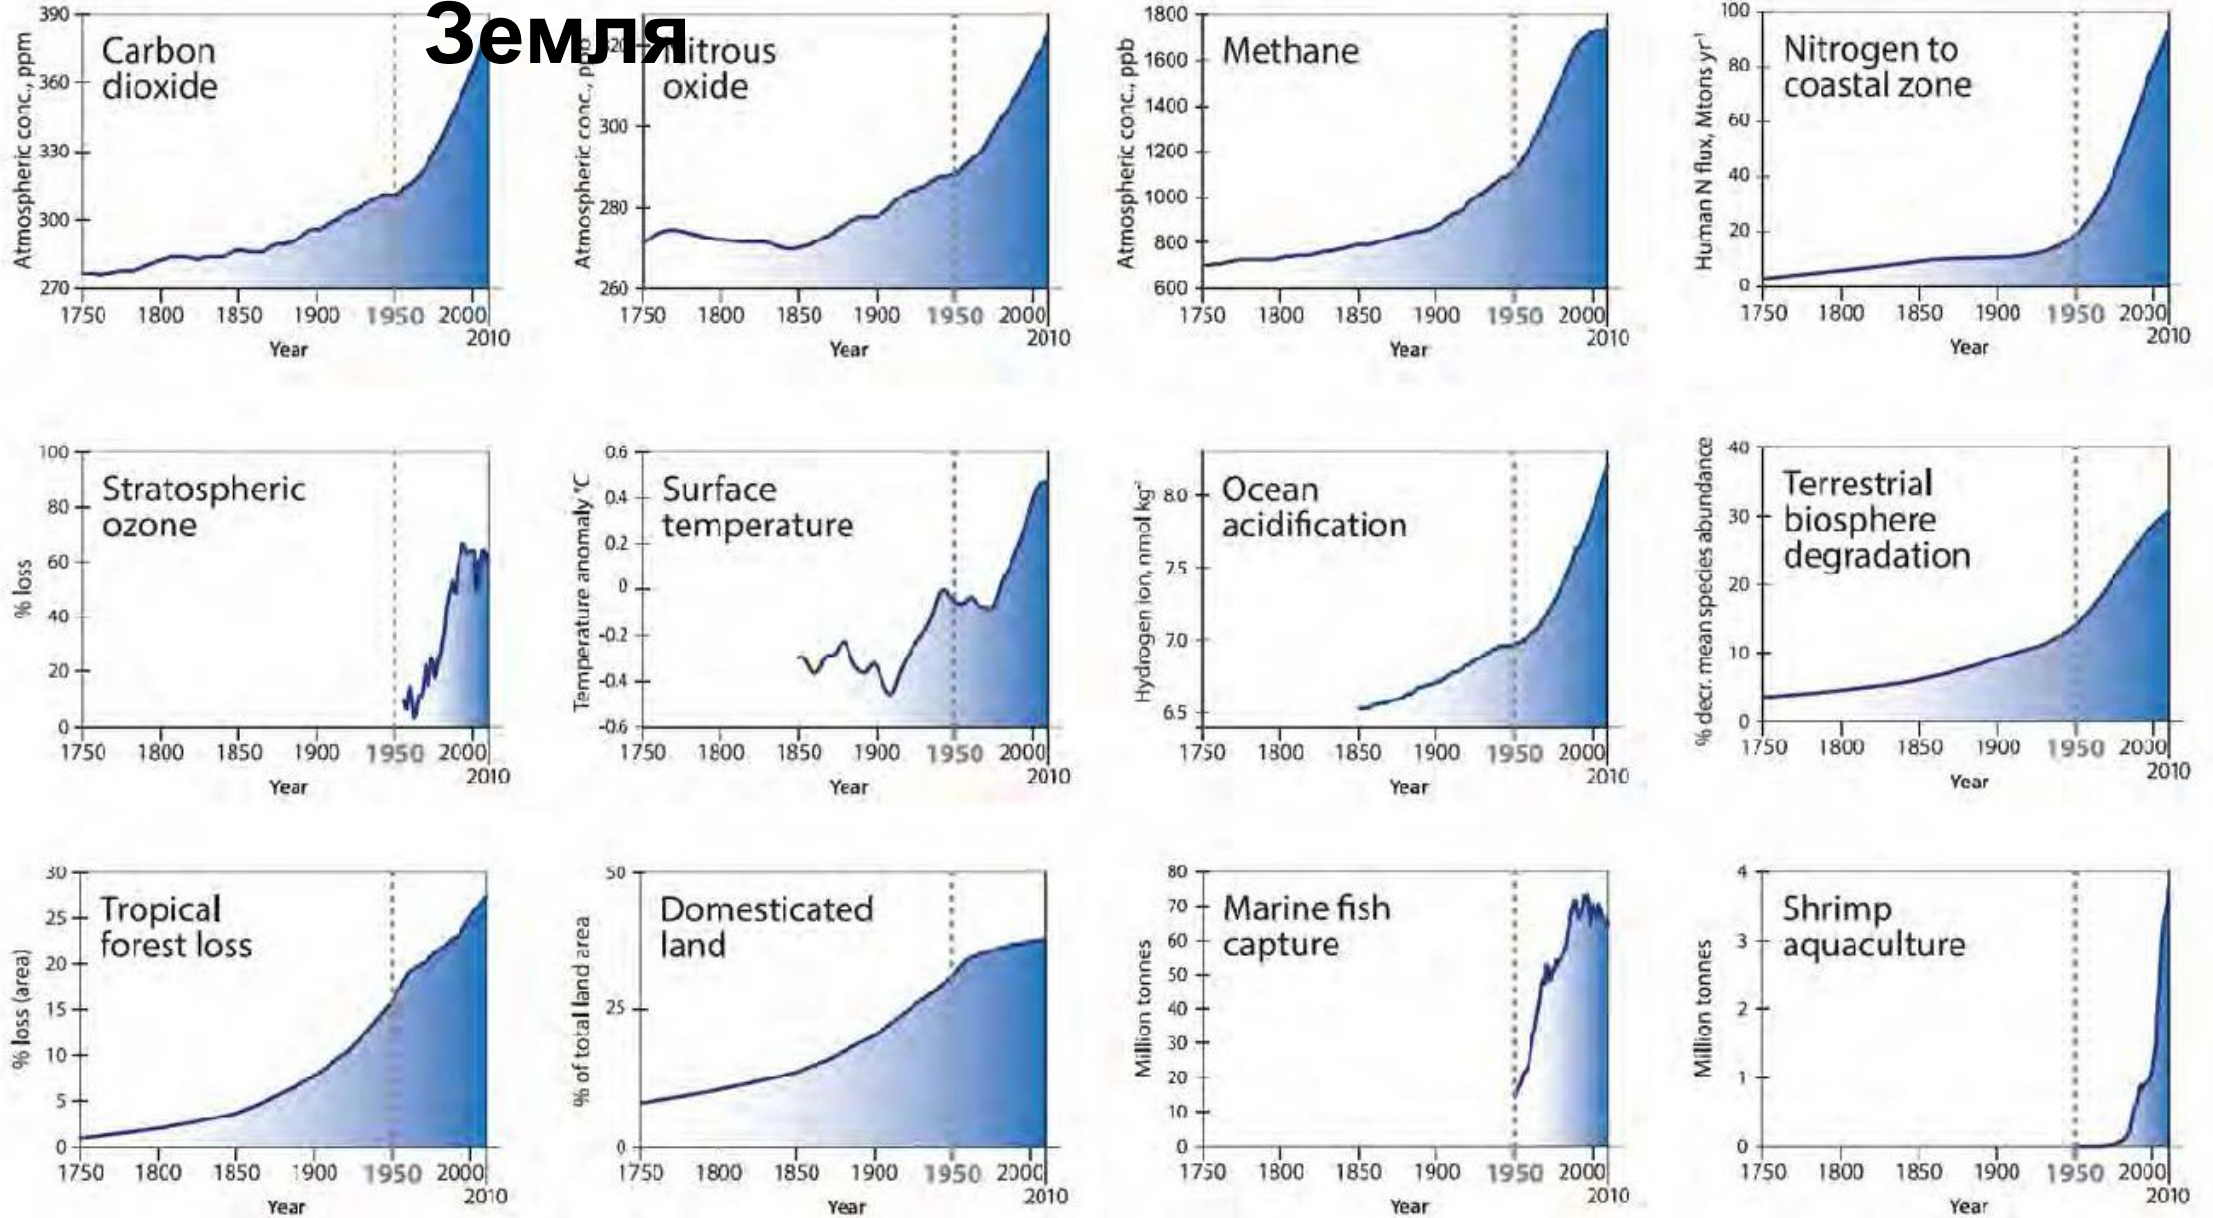 Земля
390
360
330
300
270
Atmospheric conc., ppm
Carbon
dioxide
1750 1800 1850 1900 1950 2000
2010
Year
320
300
280
260
Atmospheric conc., ppb
Nitrous
oxide
1750 1800 1850 1900 1950 2000
2010
Year
1800
1600
1400
1200
1000
800
600
Atmospheric conc., ppb
Methane
1750 1800 1850 1900 1950 2000
2010
Year
100
80
60
40
20
0
Human N flux, Mtons yr⁻¹
Nitrogen to
coastal zone
1750 1800 1850 1900 1950 2000
2010
Year
100
80
60
40
20
0
% loss
Stratospheric
ozone
1750 1800 1850 1900 1950 2000
2010
Year
0.6
0.4
0.2
0
-0.2
-0.4
-0.6
Temperature anomaly °C
Surface
temperature
1750 1800 1850 1900 1950 2000
2010
Year
8.0
7.5
7.0
6.5
Hydrogen ion, nmol kg⁻¹
Ocean
acidification
1750 1800 1850 1900 1950 2000
2010
Year
40
30
20
10
0
% decr. mean species abundance
Terrestrial
biosphere
degradation
1750 1800 1850 1900 1950 2000
2010
Year
30
25
20
15
10
5
0
% loss (area)
Tropical
forest loss
1750 1800 1850 1900 1950 2000
2010
Year
50
25
0
% of total land area
Domesticated
land
1750 1800 1850 1900 1950 2000
2010
Year
80
70
60
50
40
30
20
10
0
Million tonnes
Marine fish
capture
1750 1800 1850 1900 1950 2000
2010
Year
4
3
2
1
0
Million tonnes
Shrimp
aquaculture
1750 1800 1850 1900 1950 2000
2010
Year